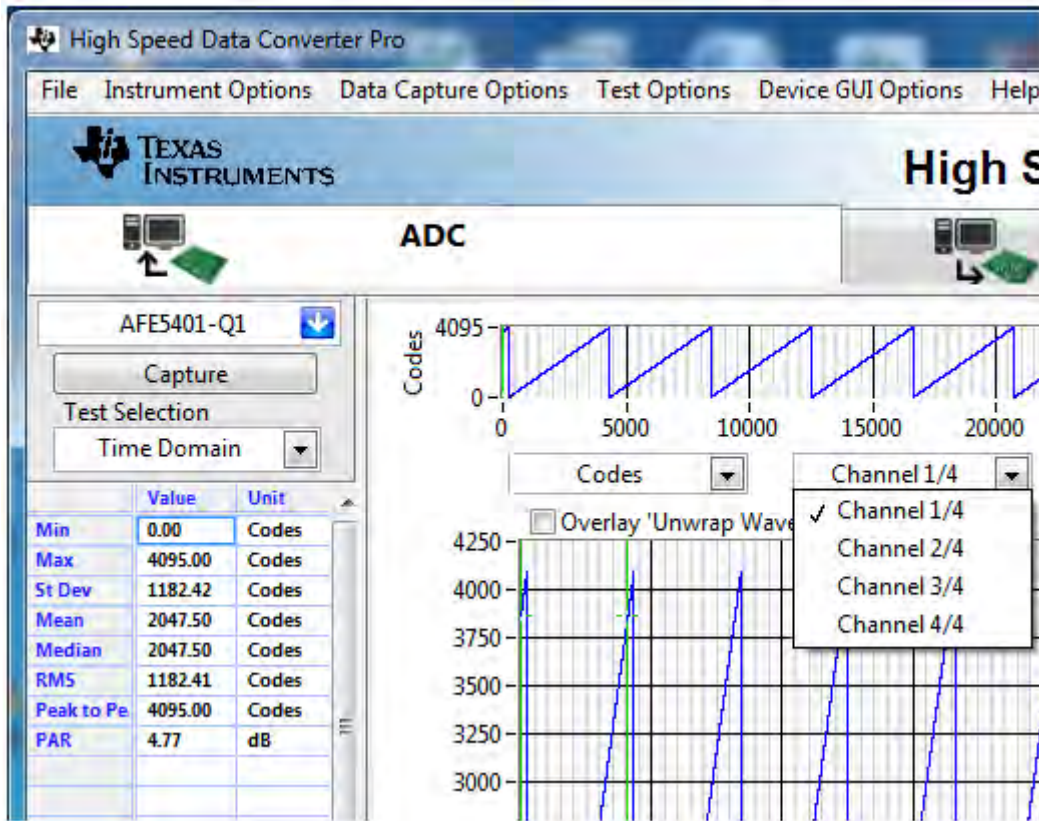 High Speed Data Converter Pro
File Instrument Options Data Capture Options Test Options Device GUI Options Help
TEXAS
INSTRUMENTS
High S
ADC
AFE5401-Q1
Capture
Test Selection
Time Domain
Value Unit
Min 0.00 Codes
Max 4095.00 Codes
St Dev 1182.42 Codes
Mean 2047.50 Codes
Median 2047.50 Codes
RMS 1182.41 Codes
Peak to Pe 4095.00 Codes
PAR 4.77 dB
Codes
4095
0
0 5000 10000 15000 20000
Codes Channel 1/4
Channel 1/4
Channel 2/4
Channel 3/4
Channel 4/4
Overlay 'Unwrap Wave
4250
4000
3750
3500
3250
3000